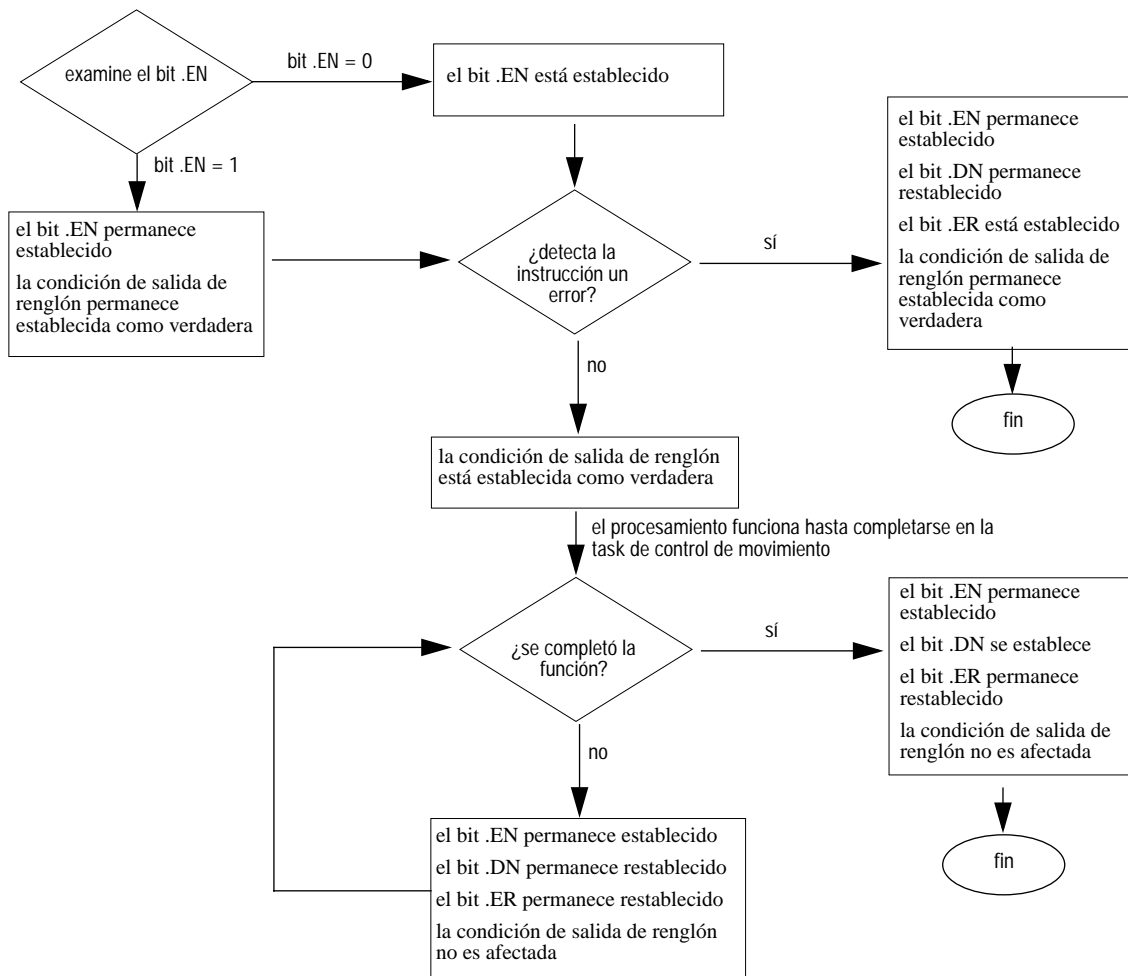 examine el bit .EN
bit .EN = 0
el bit .EN está establecido
bit .EN = 1
el bit .EN permanece
establecido
la condición de salida de
renglón permanece
establecida como verdadera
¿detecta la
instrucción un
error?
sí
el bit .EN permanece
establecido
el bit .DN permanece
restablecido
el bit .ER está establecido
la condición de salida de
renglón permanece
establecida como
verdadera
fin
no
la condición de salida de renglón
está establecida como verdadera
el procesamiento funciona hasta completarse en la
task de control de movimiento
¿se completó la
función?
sí
el bit .EN permanece
establecido
el bit .DN se establece
el bit .ER permanece
restablecido
la condición de salida de
renglón no es afectada
fin
no
el bit .EN permanece establecido
el bit .DN permanece restablecido
el bit .ER permanece restablecido
la condición de salida de renglón
no es afectada